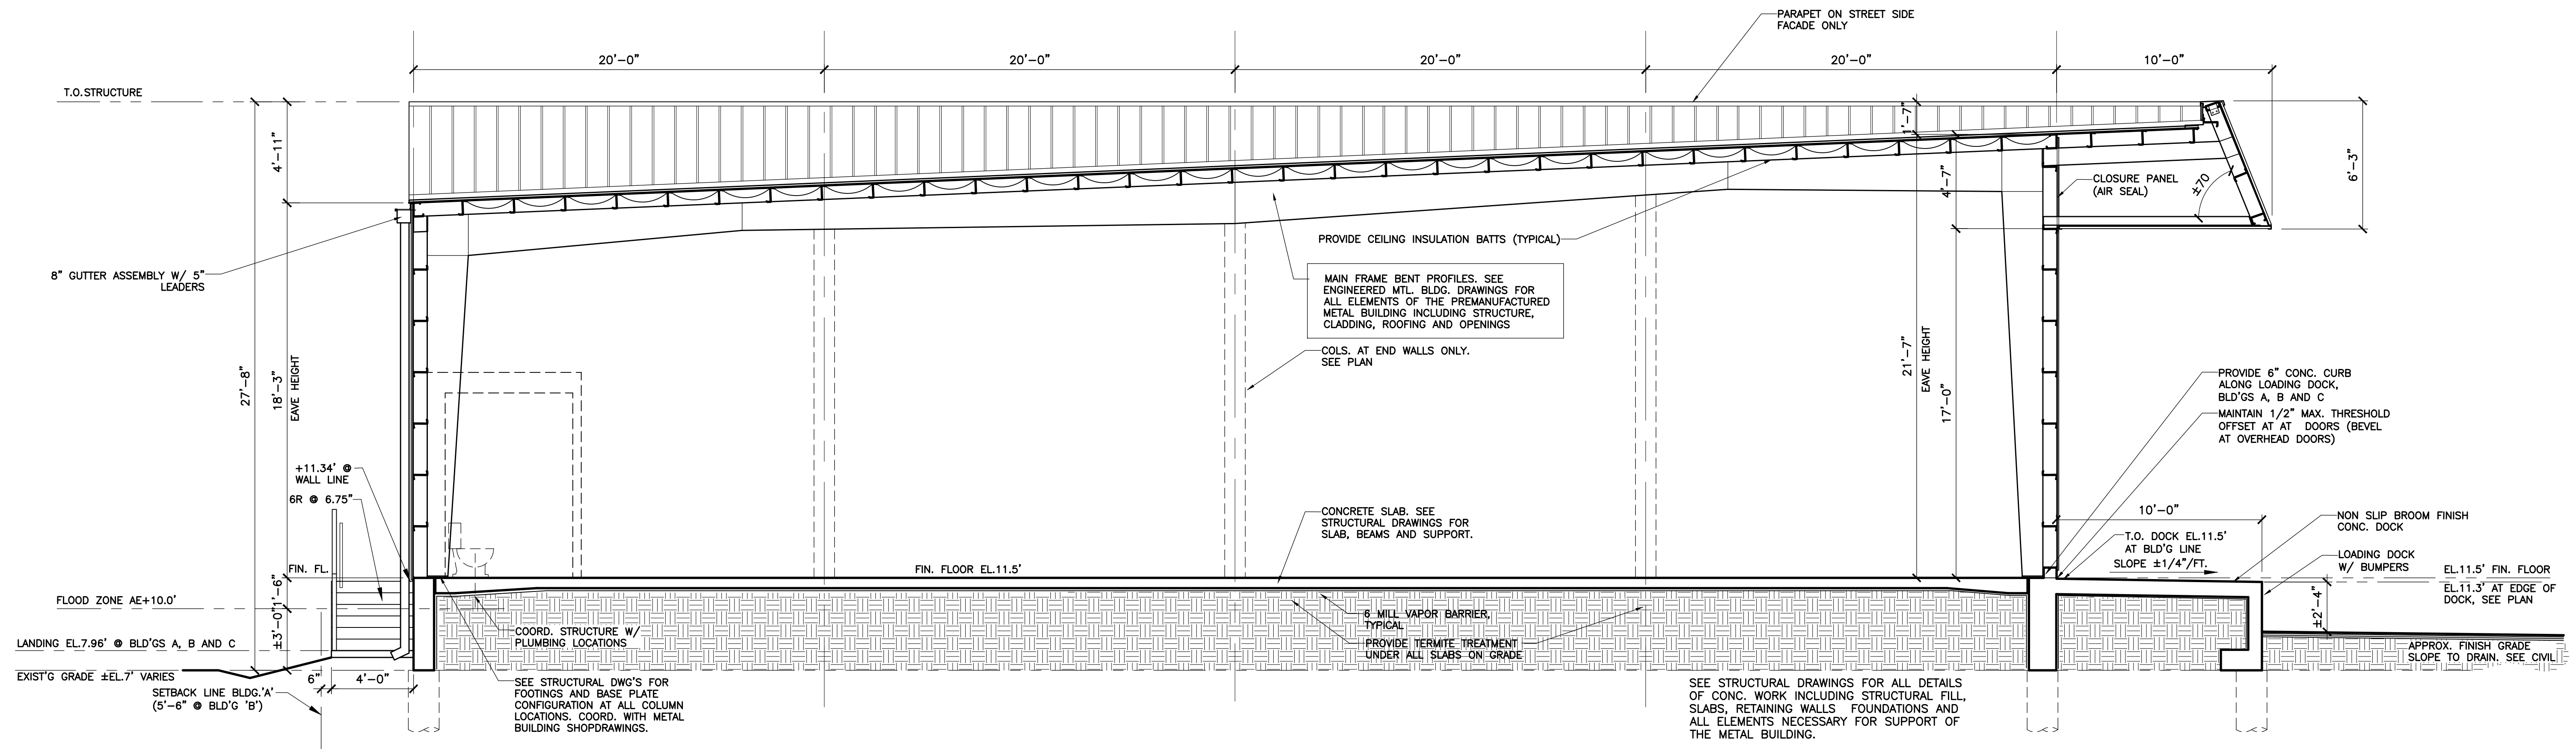 PARAPET ON STREET SIDE
FACADE ONLY
20'-0"
20'-0"
20'-0"
20'-0"
10'-0"
T.O.STRUCTURE
4'-11"
1'-7"
4'-7"
6'-3"
CLOSURE PANEL
(AIR SEAL)
±70
PROVIDE CEILING INSULATION BATTS (TYPICAL)
8" GUTTER ASSEMBLY W/ 5"
LEADERS
MAIN FRAME BENT PROFILES. SEE
ENGINEERED MTL. BLDG. DRAWINGS FOR
ALL ELEMENTS OF THE PREMANUFACTURED
METAL BUILDING INCLUDING STRUCTURE,
CLADDING, ROOFING AND OPENINGS
COLS. AT END WALLS ONLY.
SEE PLAN
27'-8"
18'-3"
EAVE HEIGHT
21'-7"
EAVE HEIGHT
17'-0"
PROVIDE 6" CONC. CURB
ALONG LOADING DOCK,
BLD'GS A, B AND C
MAINTAIN 1/2" MAX. THRESHOLD
OFFSET AT AT DOORS (BEVEL
AT OVERHEAD DOORS)
+11.34' @
WALL LINE
6R @ 6.75"
CONCRETE SLAB. SEE
STRUCTURAL DRAWINGS FOR
SLAB, BEAMS AND SUPPORT.
10'-0"
NON SLIP BROOM FINISH
CONC. DOCK
T.O. DOCK EL.11.5'
AT BLD'G LINE
SLOPE ±1/4"/FT.
LOADING DOCK
W/ BUMPERS
FIN. FL.
FIN. FLOOR EL.11.5'
EL.11.5' FIN. FLOOR
EL.11.3' AT EDGE OF
DOCK, SEE PLAN
1'-6"
FLOOD ZONE AE+10.0'
±3'-0"
±2'-4"
6 MILL VAPOR BARRIER,
TYPICAL
COORD. STRUCTURE W/
PLUMBING LOCATIONS
PROVIDE TERMITE TREATMENT
UNDER ALL SLABS ON GRADE
LANDING EL.7.96' @ BLD'GS A, B AND C
APPROX. FINISH GRADE
SLOPE TO DRAIN. SEE CIVIL
EXIST'G GRADE ±EL.7' VARIES
6"
4'-0"
SETBACK LINE BLDG.'A'
(5'-6" @ BLD'G 'B')
SEE STRUCTURAL DWG'S FOR
FOOTINGS AND BASE PLATE
CONFIGURATION AT ALL COLUMN
LOCATIONS. COORD. WITH METAL
BUILDING SHOPDRAWINGS.
SEE STRUCTURAL DRAWINGS FOR ALL DETAILS
OF CONC. WORK INCLUDING STRUCTURAL FILL,
SLABS, RETAINING WALLS FOUNDATIONS AND
ALL ELEMENTS NECESSARY FOR SUPPORT OF
THE METAL BUILDING.